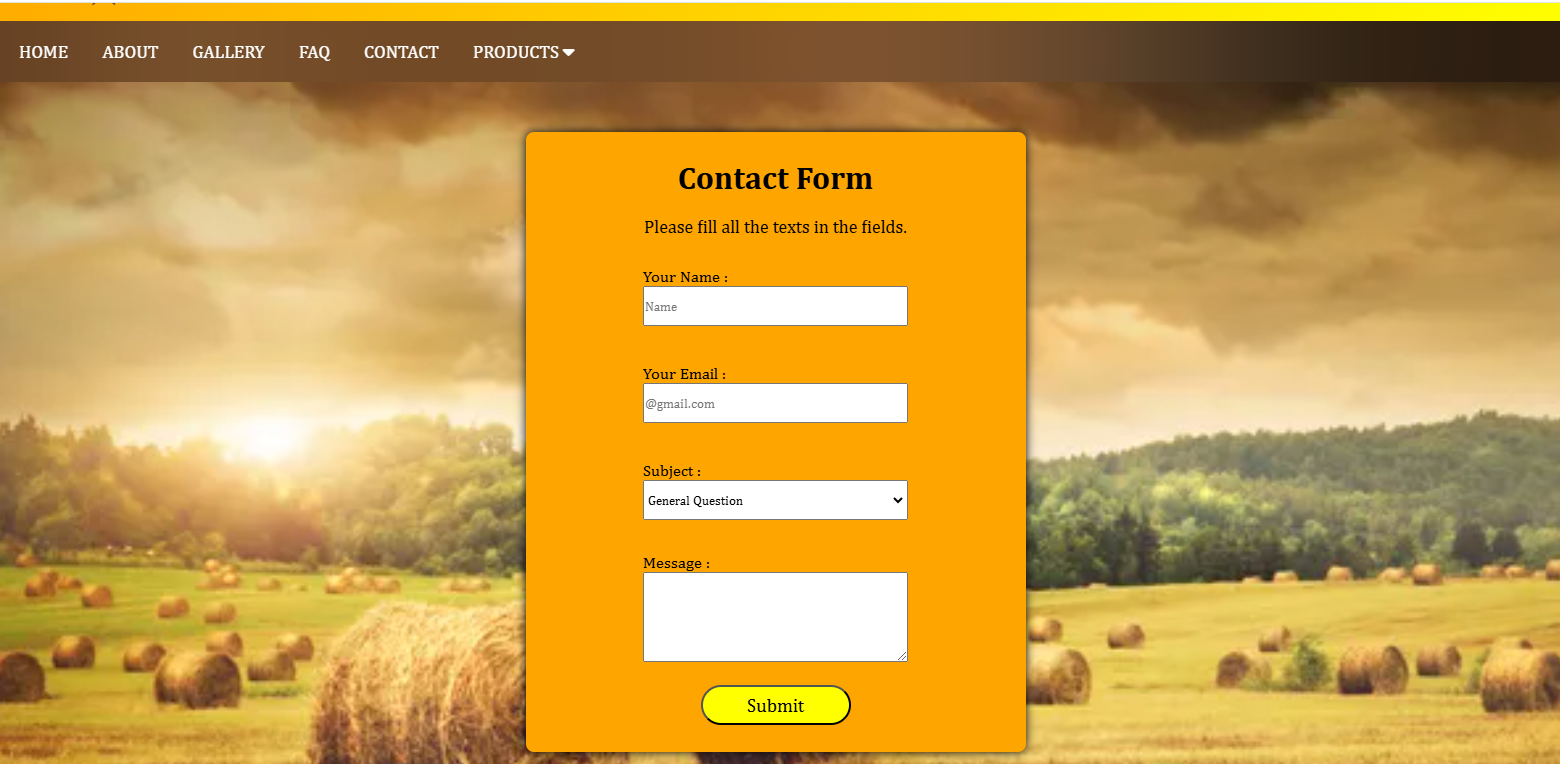 HOME ABOUT GALLERY FAQ CONTACT PRODUCTS
Contact Form
Please fill all the texts in the fields.
Your Name :
Name
Your Email :
@gmail.com
Subject :
General Question
Message :
Submit